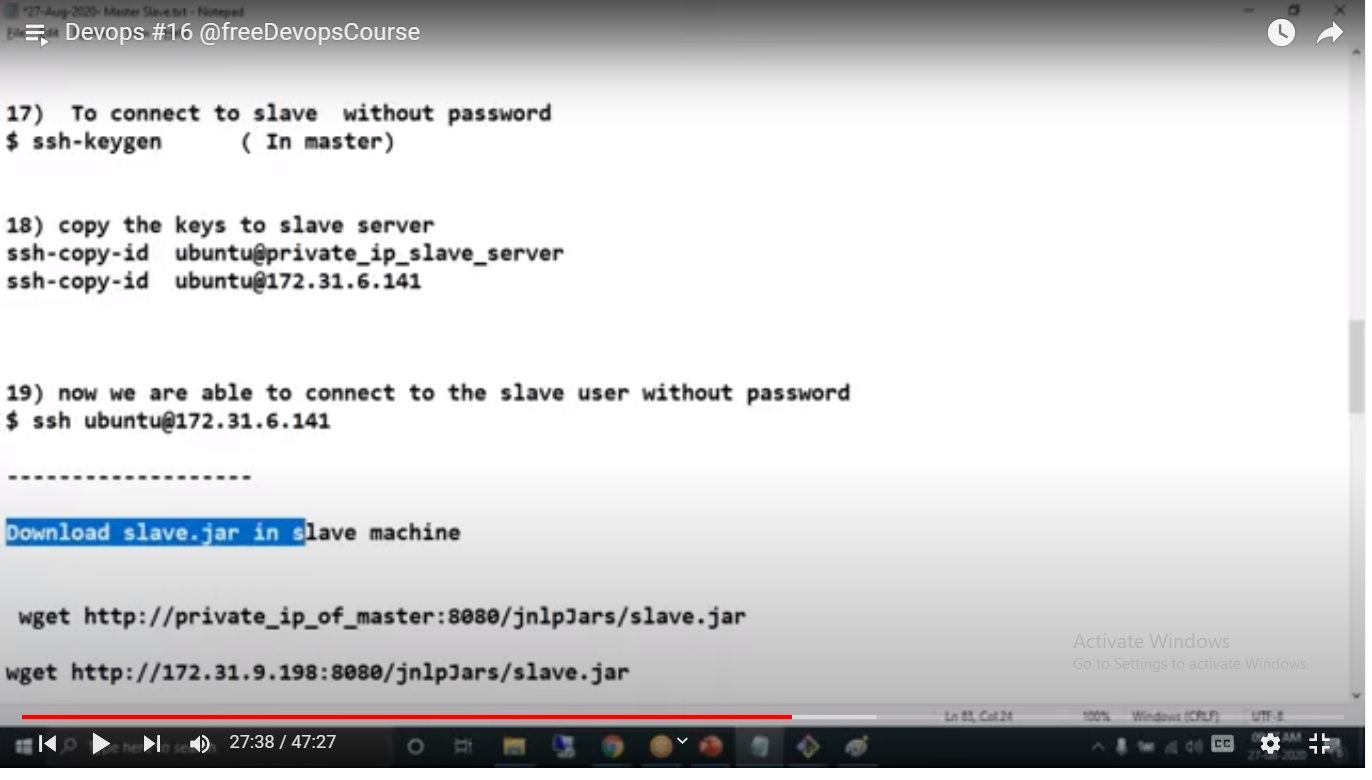 *27-Aug-2020- Master Slave.txt - Notepad
Devops #16 @freeDevopsCourse
17) To connect to slave without password
$ ssh-keygen ( In master)
18) copy the keys to slave server
ssh-copy-id ubuntu@private_ip_slave_server
ssh-copy-id ubuntu@172.31.6.141
19) now we are able to connect to the slave user without password
$ ssh ubuntu@172.31.6.141
-------------------
Download slave.jar in slave machine
wget http://private_ip_of_master:8080/jnlpJars/slave.jar
wget http://172.31.9.198:8080/jnlpJars/slave.jar
Activate Windows
Go to Settings to activate Windows.
Ln 83, Col 24 100% Windows (CRLF) UTF-8
27:38 / 47:27
CC
AM
27-08-2020